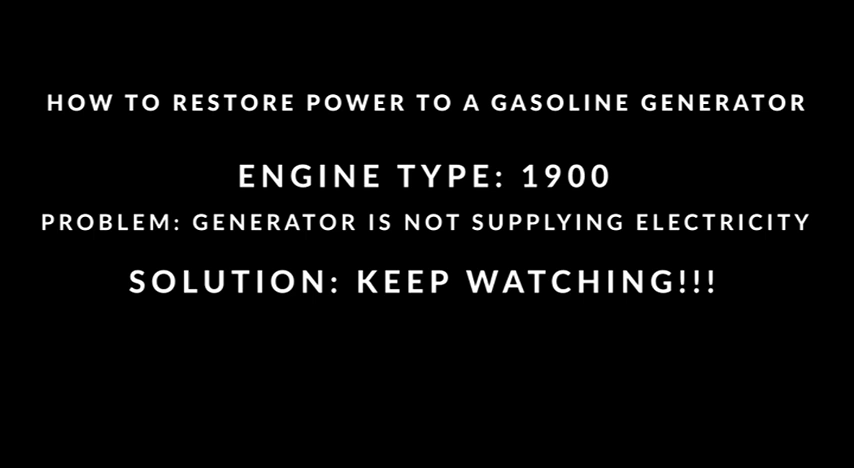 HOW TO RESTORE POWER TO A GASOLINE GENERATOR
ENGINE TYPE: 1900
PROBLEM: GENERATOR IS NOT SUPPLYING ELECTRICITY
SOLUTION: KEEP WATCHING!!!